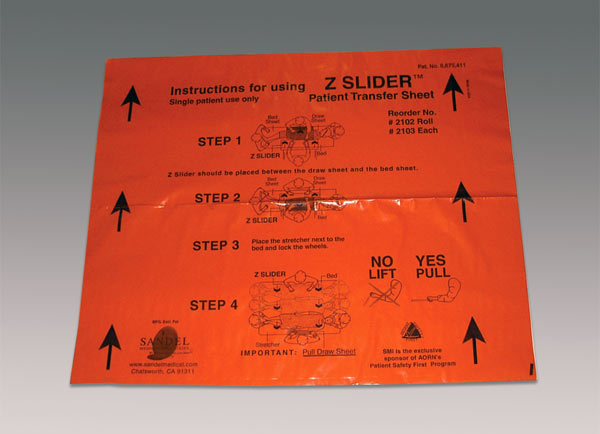 Pat. No. 5,675,411
Instructions for using Z SLIDER™
Single patient use only
Patient Transfer Sheet
Reorder No.
# 2102 Roll
# 2103 Each
STEP 1
Bed Sheet
Draw Sheet
Z SLIDER
Bed
Z Slider should be placed between the draw sheet and the bed sheet.
STEP 2
Bed Sheet
Draw Sheet
Z SLIDER
Bed
STEP 3
Place the stretcher next to the
bed and lock the wheels.
NO LIFT
YES PULL
STEP 4
Z SLIDER
Bed
Stretcher
IMPORTANT: Pull Draw Sheet
SANDEL
www.sandelmedical.com
Chatsworth, CA 91311
SMI is the exclusive
sponsor of AORN's
Patient Safety First Program